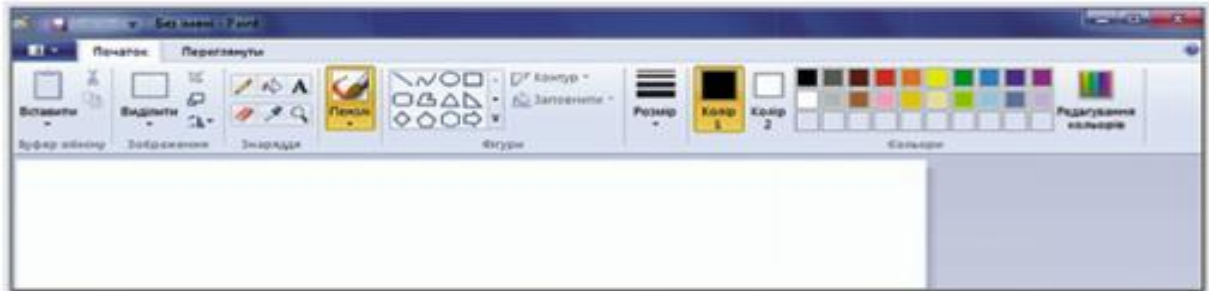 Без імені - Paint
Початок Переглянути
Вставити
Виділити
A
Пензлі
Контур
Заповнити
Розмір
Колір 1
Колір 2
Редагування кольорів
Буфер обміну Зображення Знаряддя Фігури Кольори